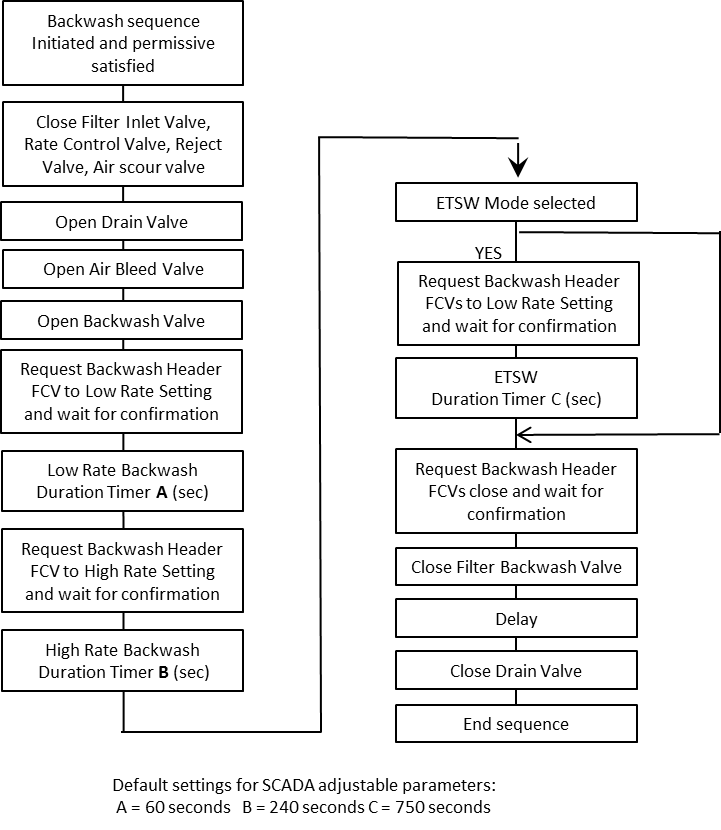 Backwash sequence
Initiated and permissive
satisfied
Close Filter Inlet Valve,
Rate Control Valve, Reject
Valve, Air scour valve
Open Drain Valve
Open Air Bleed Valve
Open Backwash Valve
Request Backwash Header
FCV to Low Rate Setting
and wait for confirmation
Low Rate Backwash
Duration Timer A (sec)
Request Backwash Header
FCV to High Rate Setting
and wait for confirmation
High Rate Backwash
Duration Timer B (sec)
ETSW Mode selected
YES
Request Backwash Header
FCVs to Low Rate Setting
and wait for confirmation
ETSW
Duration Timer C (sec)
Request Backwash Header
FCVs close and wait for
confirmation
Close Filter Backwash Valve
Delay
Close Drain Valve
End sequence
Default settings for SCADA adjustable parameters:
A = 60 seconds B = 240 seconds C = 750 seconds